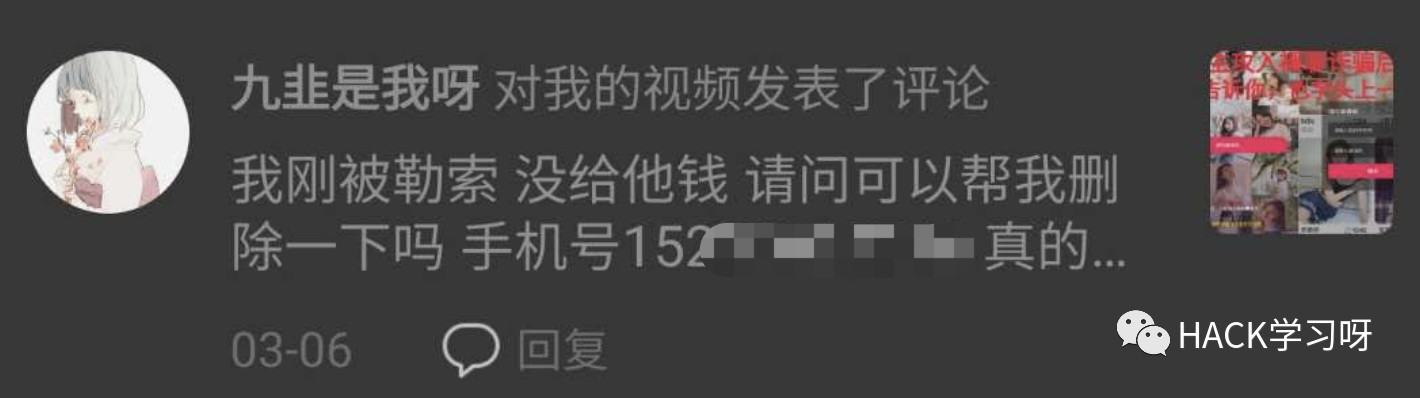 九韭是我呀 对我的视频发表了评论
我刚被勒索 没给他钱 请问可以帮我删
除一下吗 手机号152 真的...
03-06 回复
HACK学习呀